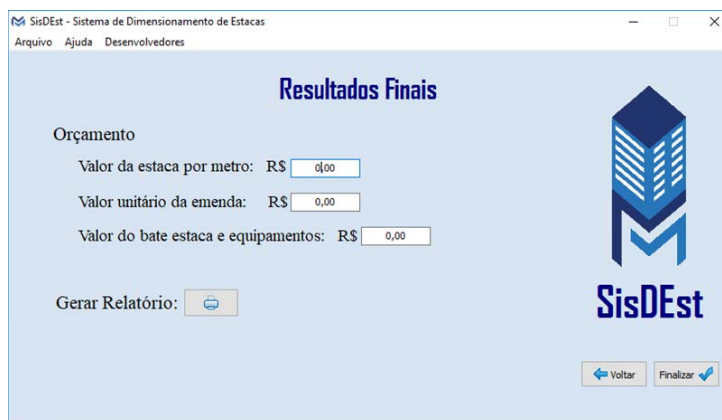 SisDEst - Sistema de Dimensionamento de Estacas
Arquivo Ajuda Desenvolvedores
Resultados Finais
Orçamento
Valor da estaca por metro: R$ 0,00
Valor unitário da emenda: R$ 0,00
Valor do bate estaca e equipamentos: R$ 0,00
Gerar Relatório:
SisDEst
Voltar Finalizar